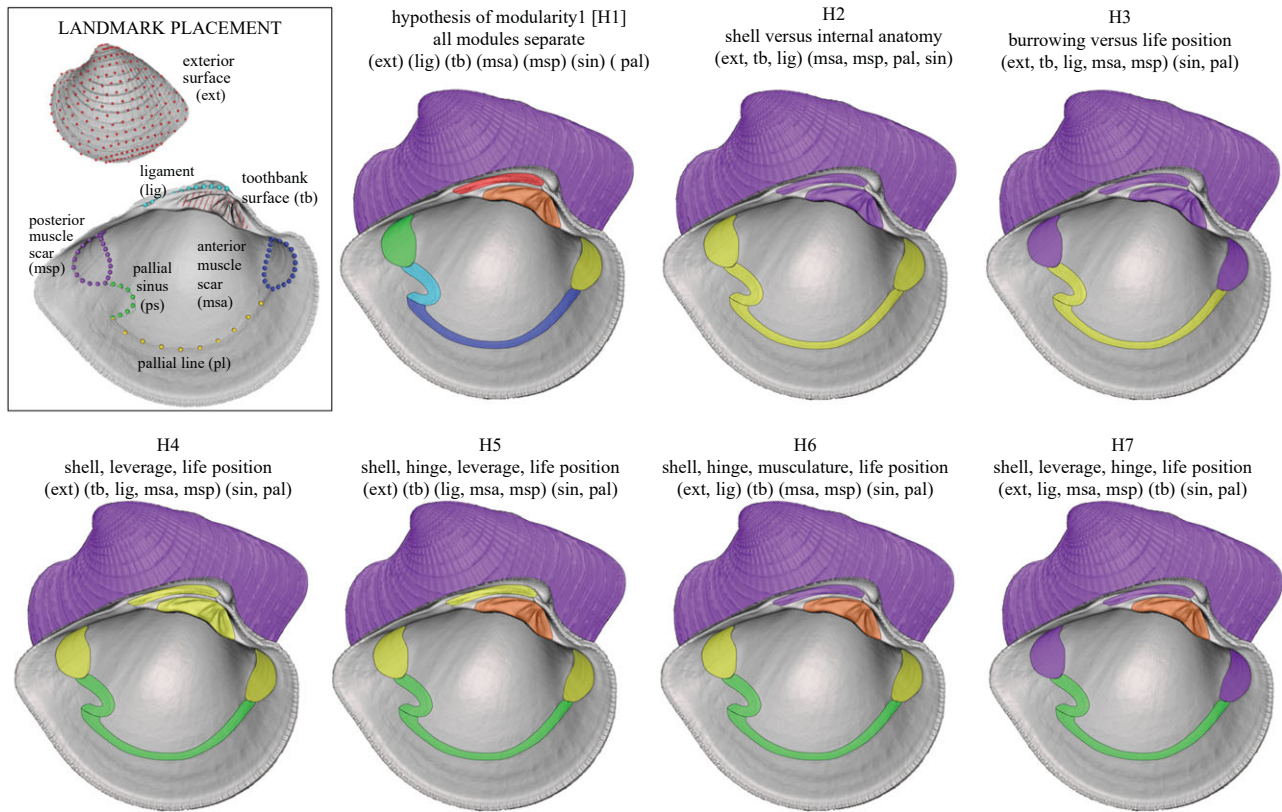 LANDMARK PLACEMENT
exterior
surface
(ext)
ligament
(lig)
toothbank
surface (tb)
posterior
muscle
scar
(msp)
pallial
sinus
(ps)
anterior
muscle
scar
(msa)
pallial line (pl)
hypothesis of modularity1 [H1]
all modules separate
(ext) (lig) (tb) (msa) (msp) (sin) ( pal)
H2
shell versus internal anatomy
(ext, tb, lig) (msa, msp, pal, sin)
H3
burrowing versus life position
(ext, tb, lig, msa, msp) (sin, pal)
H4
shell, leverage, life position
(ext) (tb, lig, msa, msp) (sin, pal)
H5
shell, hinge, leverage, life position
(ext) (tb) (lig, msa, msp) (sin, pal)
H6
shell, hinge, musculature, life position
(ext, lig) (tb) (msa, msp) (sin, pal)
H7
shell, leverage, hinge, life position
(ext, lig, msa, msp) (tb) (sin, pal)